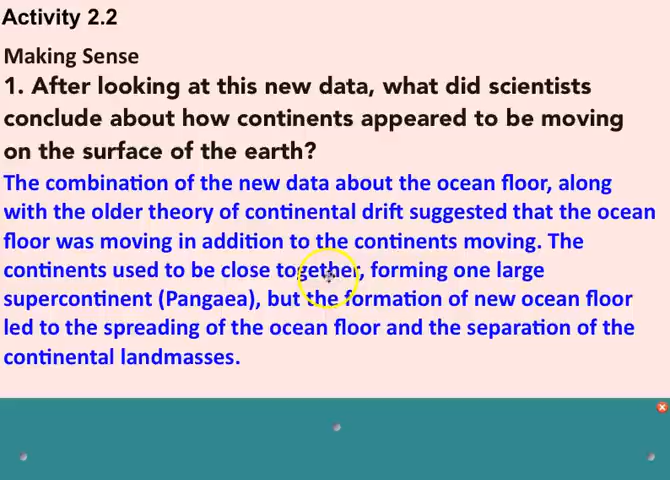 Activity 2.2
Making Sense
1. After looking at this new data, what did scientists
conclude about how continents appeared to be moving
on the surface of the earth?
The combination of the new data about the ocean floor, along
with the older theory of continental drift suggested that the ocean
floor was moving in addition to the continents moving. The
continents used to be close together, forming one large
supercontinent (Pangaea), but the formation of new ocean floor
led to the spreading of the ocean floor and the separation of the
continental landmasses.